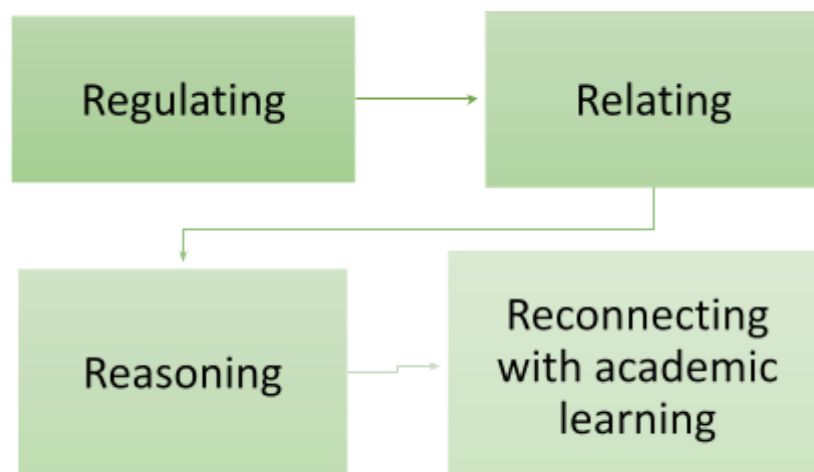 Regulating
Relating
Reasoning
Reconnecting
with academic
learning